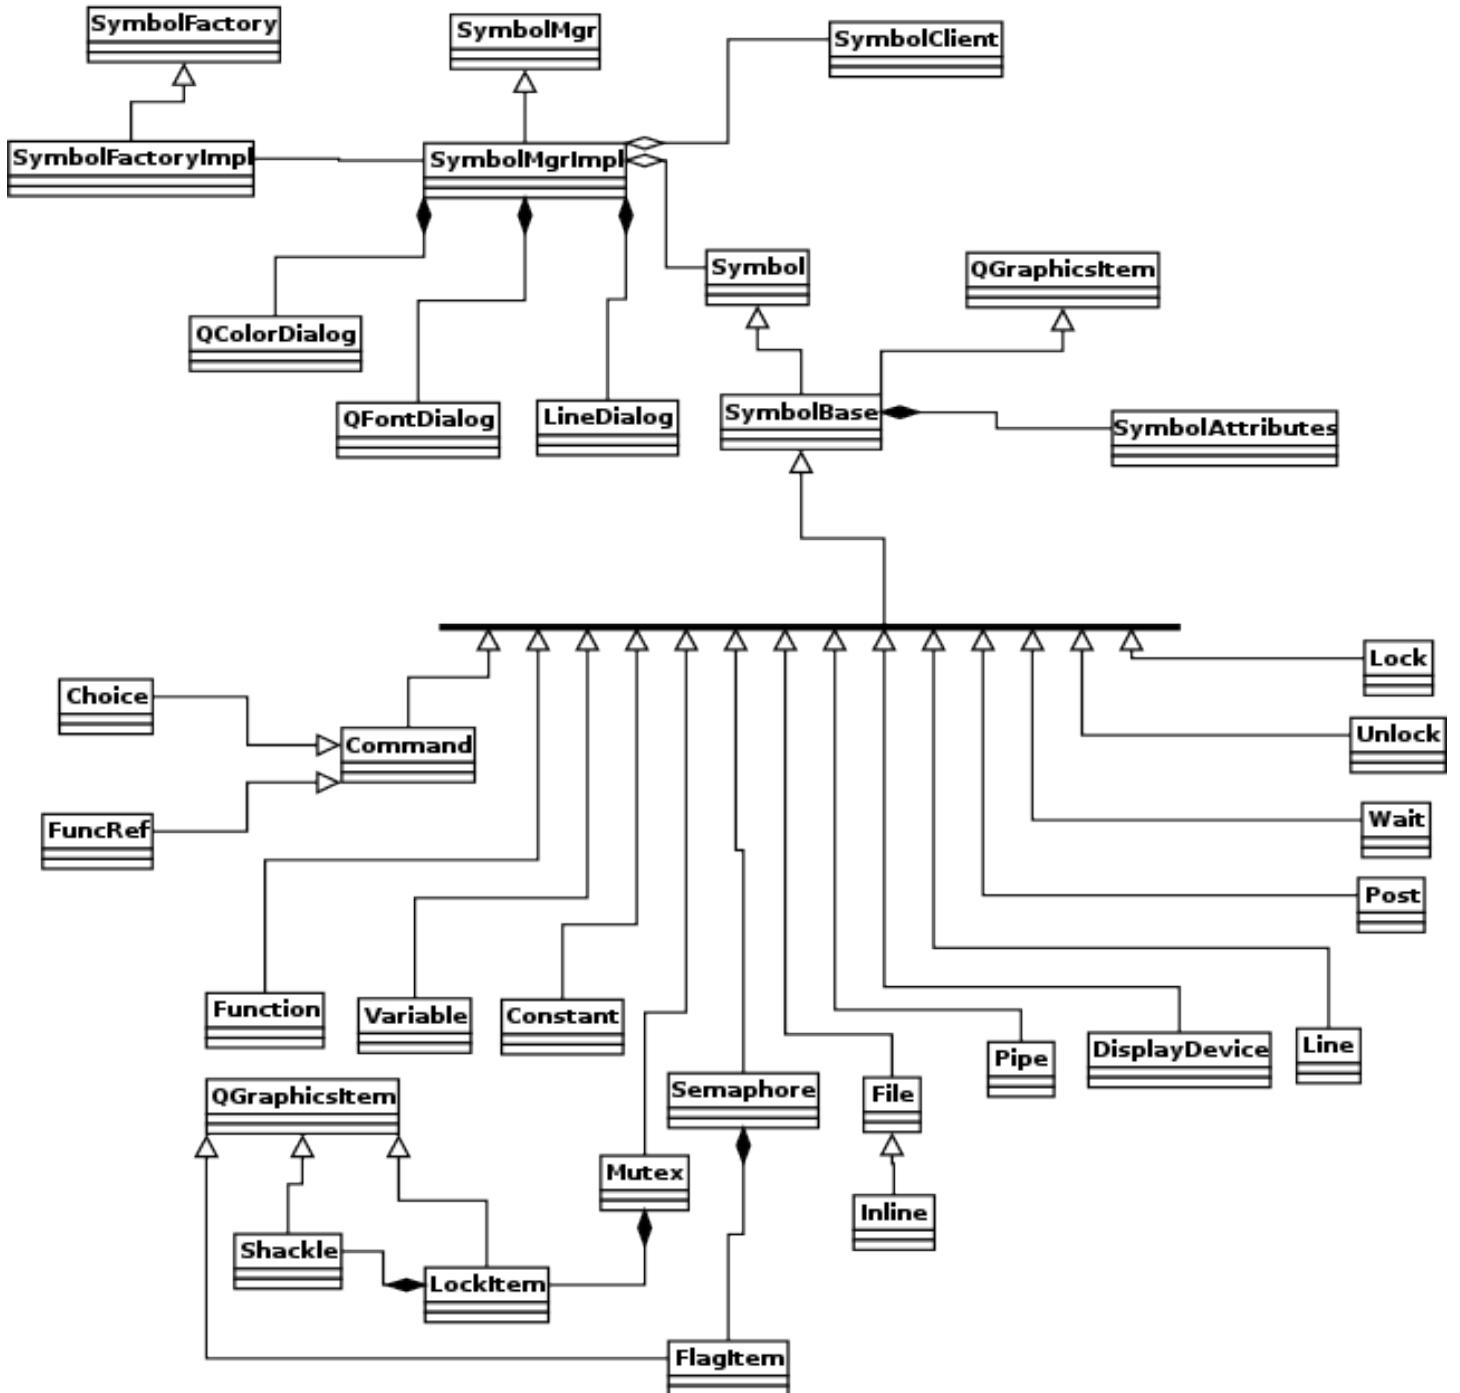 SymbolFactory
SymbolMgr
SymbolClient
SymbolFactoryImpl
SymbolMgrImpl
Symbol
QGraphicsItem
QColorDialog
QFontDialog
LineDialog
SymbolBase
SymbolAttributes
Lock
Choice
Command
Unlock
FuncRef
Wait
Post
Function
Variable
Constant
Pipe
DisplayDevice
Line
QGraphicsItem
Semaphore
File
Mutex
Inline
Shackle
LockItem
FlagItem